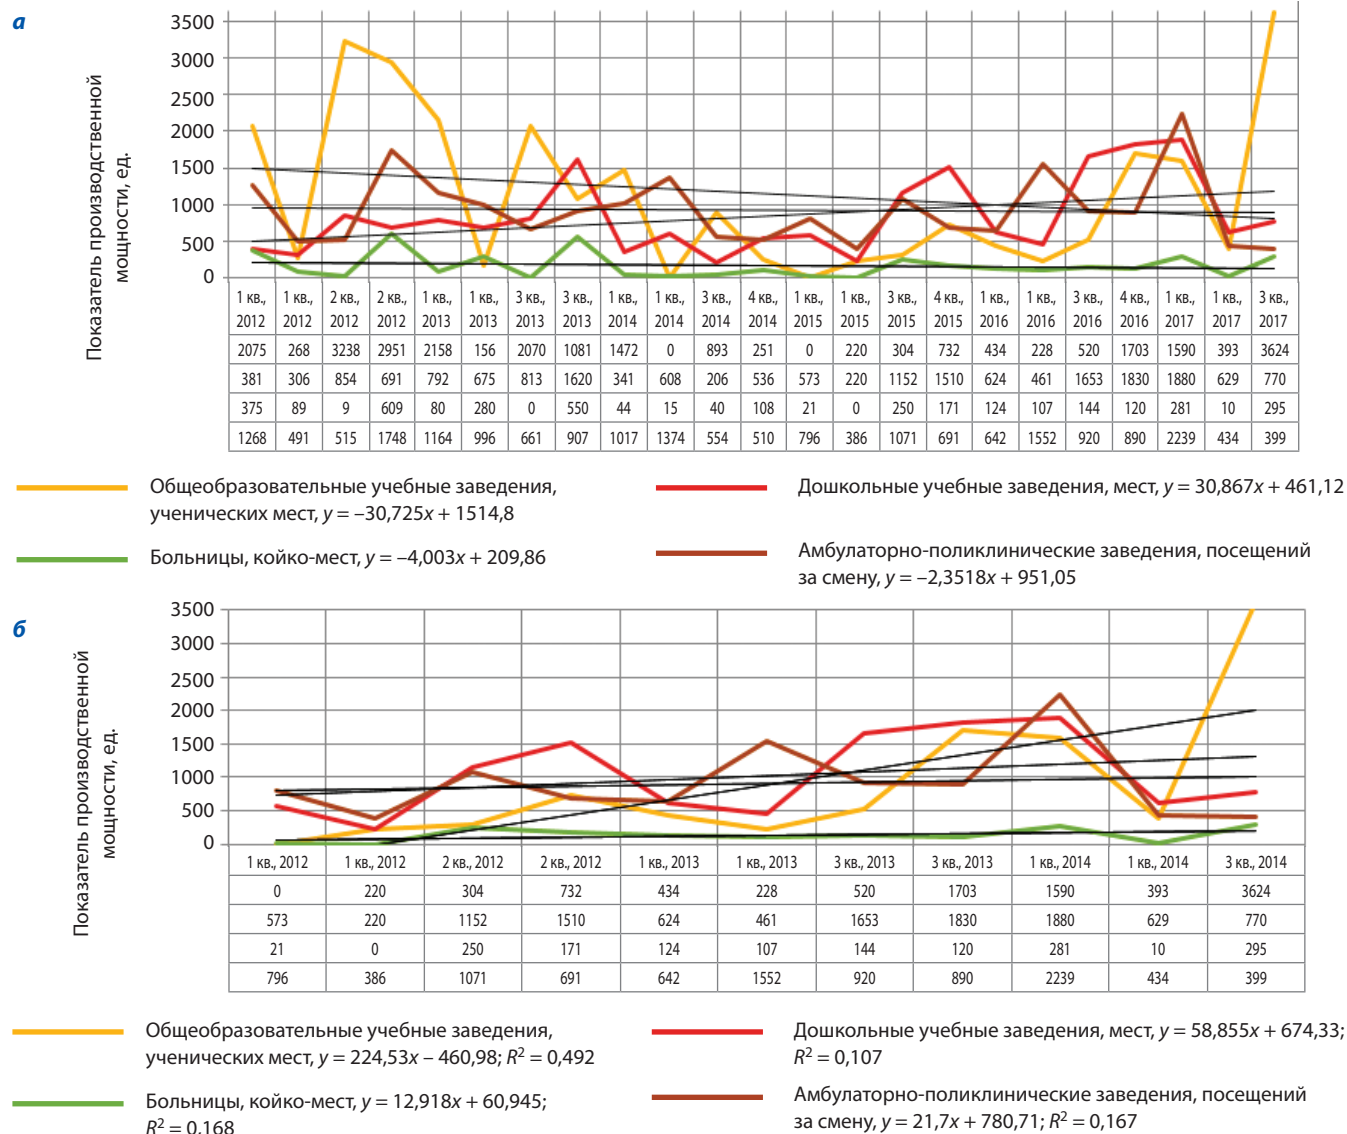 а
Показатель производственной
мощности, ед.
3500
3000
2500
2000
1500
1000
500
0
1 кв., 1 кв., 2 кв., 2 кв., 1 кв., 1 кв., 3 кв., 3 кв., 1 кв., 1 кв., 3 кв., 4 кв., 1 кв., 1 кв., 3 кв., 4 кв., 1 кв., 1 кв., 3 кв., 4 кв., 1 кв., 1 кв., 3 кв.,
2012 2012 2012 2012 2013 2013 2013 2013 2014 2014 2014 2014 2015 2015 2015 2015 2016 2016 2016 2016 2017 2017 2017
2075 268 3238 2951 2158 156 2070 1081 1472 0 893 251 0 220 304 732 434 228 520 1703 1590 393 3624
381 306 854 691 792 675 813 1620 341 608 206 536 573 220 1152 1510 624 461 1653 1830 1880 629 770
375 89 9 609 80 280 0 550 44 15 40 108 21 0 250 171 124 107 144 120 281 10 295
1268 491 515 1748 1164 996 661 907 1017 1374 554 510 796 386 1071 691 642 1552 920 890 2239 434 399
Общеобразовательные учебные заведения,
ученических мест, y = –30,725x + 1514,8
Дошкольные учебные заведения, мест, y = 30,867x + 461,12
Больницы, койко-мест, y = –4,003x + 209,86
Амбулаторно-поликлинические заведения, посещений
за смену, y = –2,3518x + 951,05
б
Показатель производственной
мощности, ед.
3500
3000
2500
2000
1500
1000
500
0
1 кв., 2012 1 кв., 2012 2 кв., 2012 2 кв., 2012 1 кв., 2013 1 кв., 2013 3 кв., 2013 3 кв., 2013 1 кв., 2014 1 кв., 2014 3 кв., 2014
0 220 304 732 434 228 520 1703 1590 393 3624
573 220 1152 1510 624 461 1653 1830 1880 629 770
21 0 250 171 124 107 144 120 281 10 295
796 386 1071 691 642 1552 920 890 2239 434 399
Общеобразовательные учебные заведения,
ученических мест, y = 224,53x – 460,98; R² = 0,492
Дошкольные учебные заведения, мест, y = 58,855x + 674,33;
R² = 0,107
Больницы, койко-мест, y = 12,918x + 60,945;
R² = 0,168
Амбулаторно-поликлинические заведения, посещений
за смену, y = 21,7x + 780,71; R² = 0,167